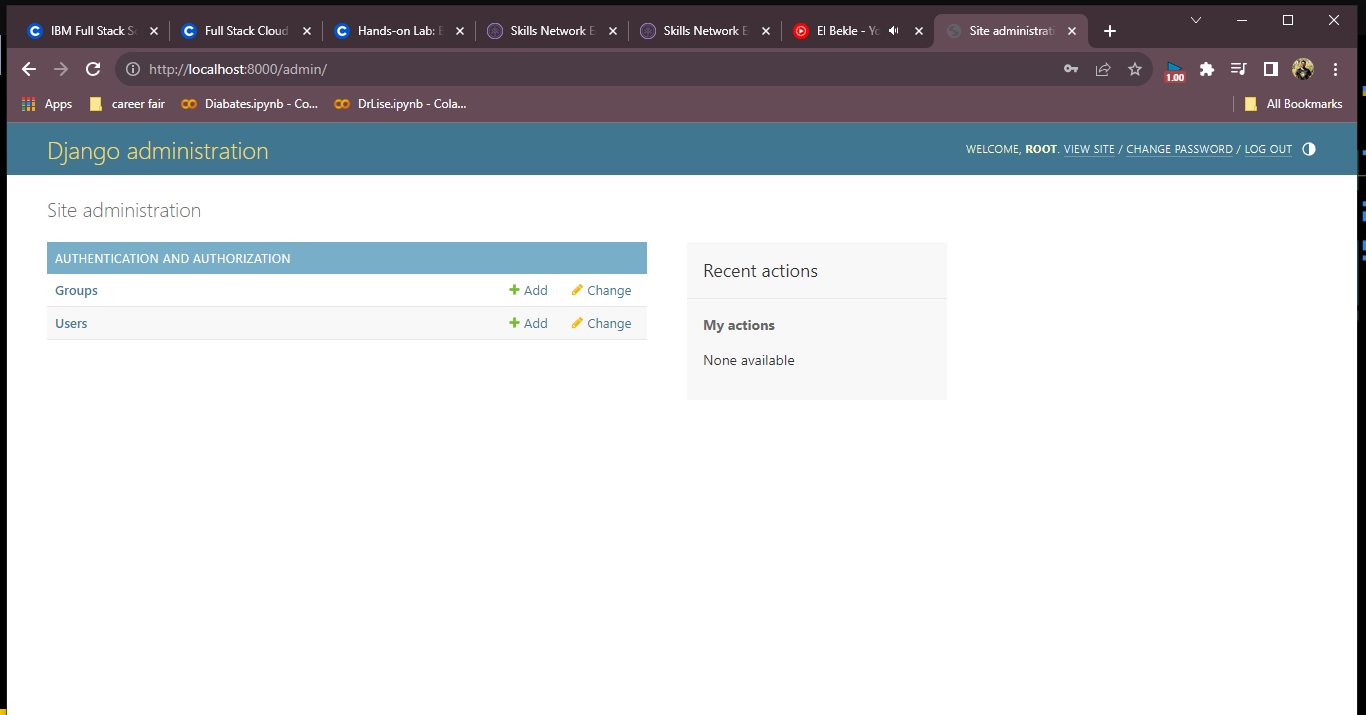 IBM Full Stack So
Full Stack Cloud
Hands-on Lab: E
Skills Network E
Skills Network E
El Bekle - Yo
Site administrati
http://localhost:8000/admin/
1.00
Apps
career fair
Diabates.ipynb - Co...
DrLise.ipynb - Cola...
All Bookmarks
Django administration
WELCOME, ROOT. VIEW SITE / CHANGE PASSWORD / LOG OUT
Site administration
AUTHENTICATION AND AUTHORIZATION
Groups
Add
Change
Users
Add
Change
Recent actions
My actions
None available